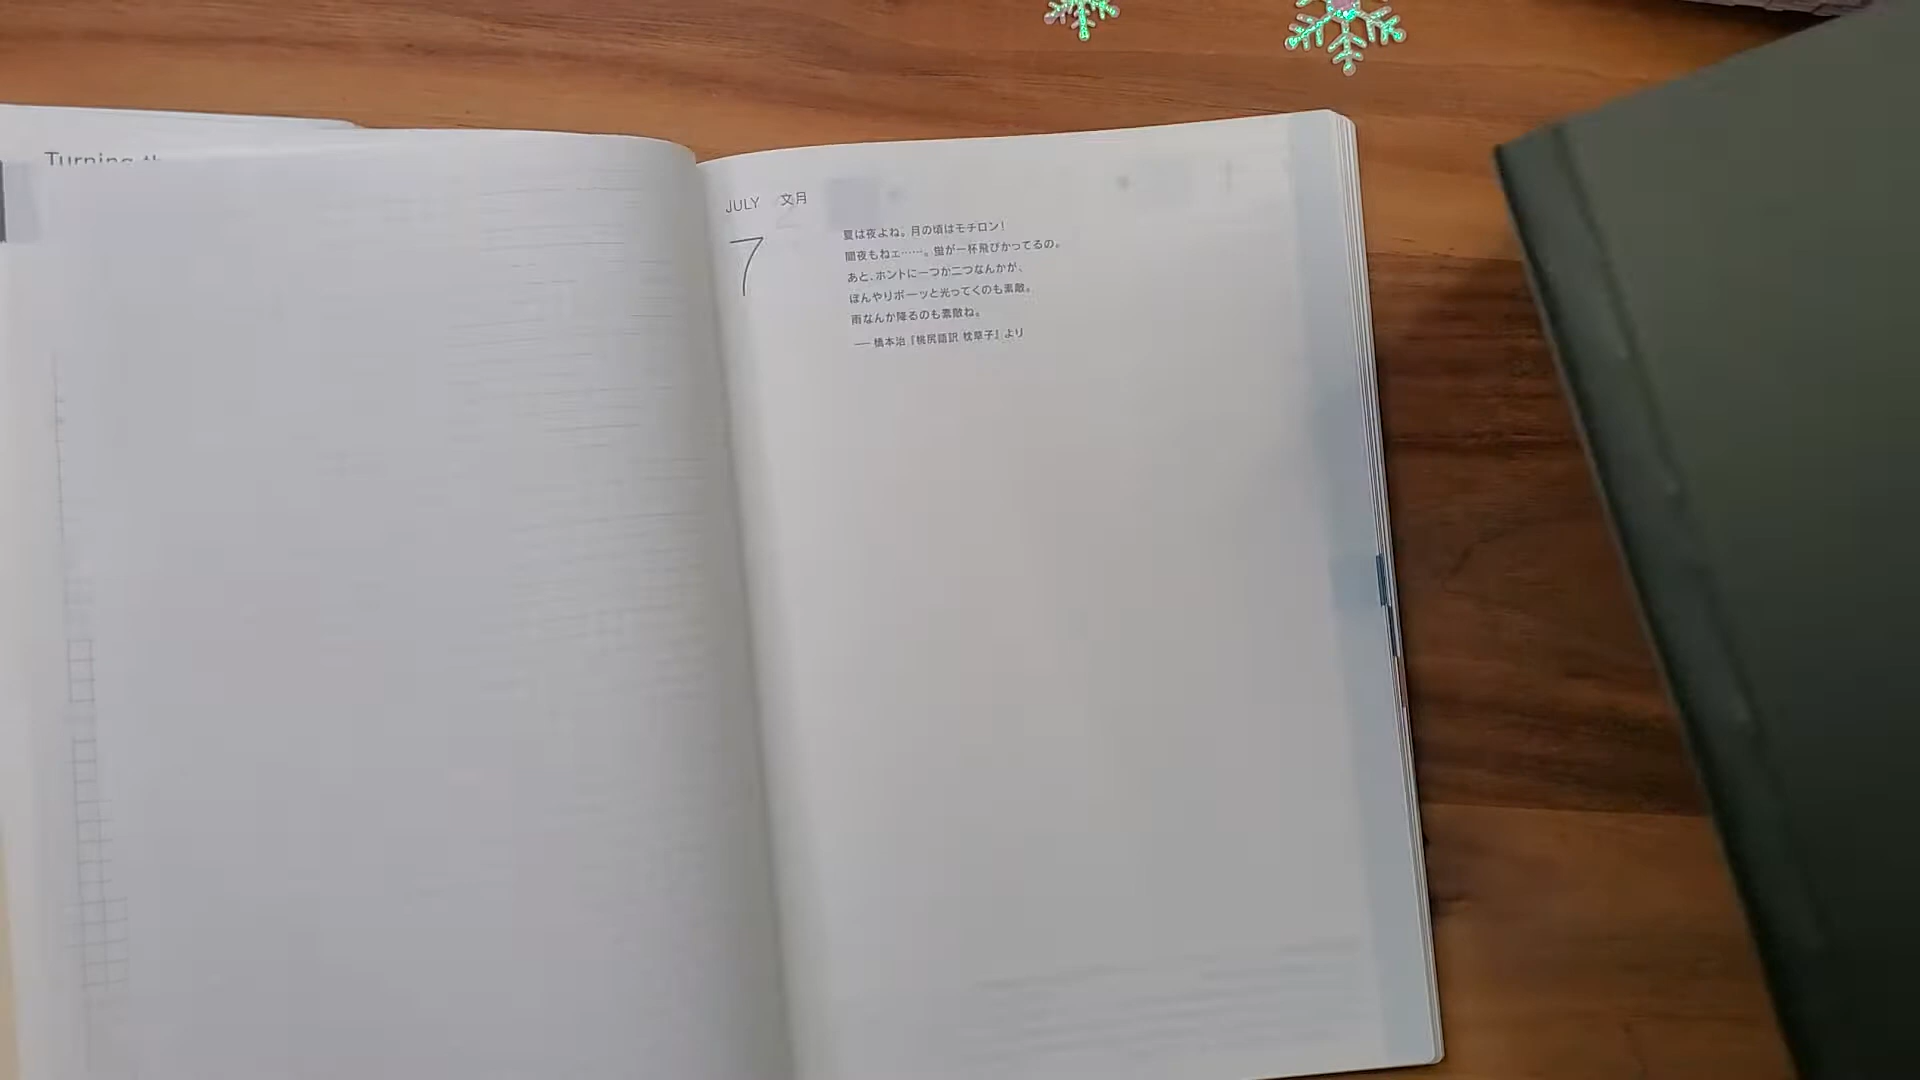 Turning th
JULY 文月
7
夏は夜よね。月の頃はモチロン!
闇夜もねェ……。蛍が一杯飛びかってるの。
あと、ホントに一つか二つなんかが、
ぼんやりポーッと光ってくのも素敵。
雨なんか降るのも素敵ね。
── 橋本治『桃尻語訳 枕草子』より